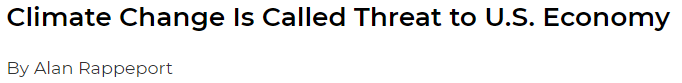 Climate Change Is Called Threat to U.S. Economy
By Alan Rappeport